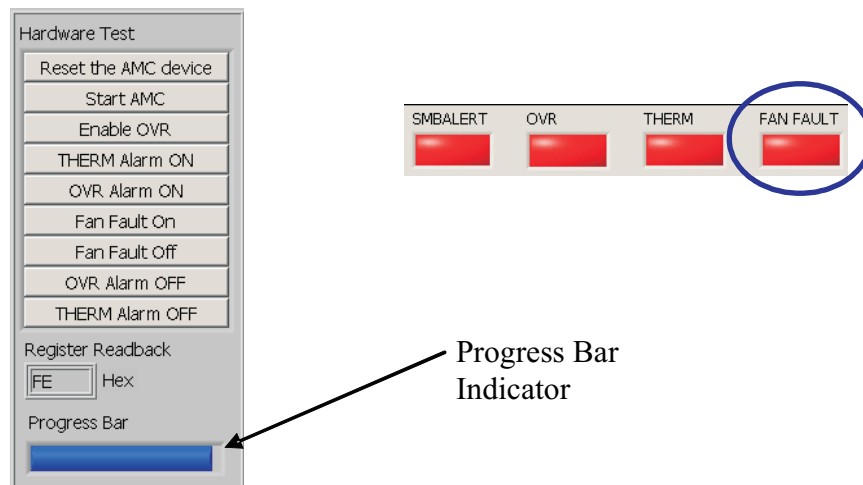 Hardware Test
Reset the AMC device
Start AMC
Enable OVR
THERM Alarm ON
OVR Alarm ON
Fan Fault On
Fan Fault Off
OVR Alarm OFF
THERM Alarm OFF
Register Readback
FE Hex
Progress Bar
SMBALERT OVR THERM FAN FAULT
Progress Bar
Indicator